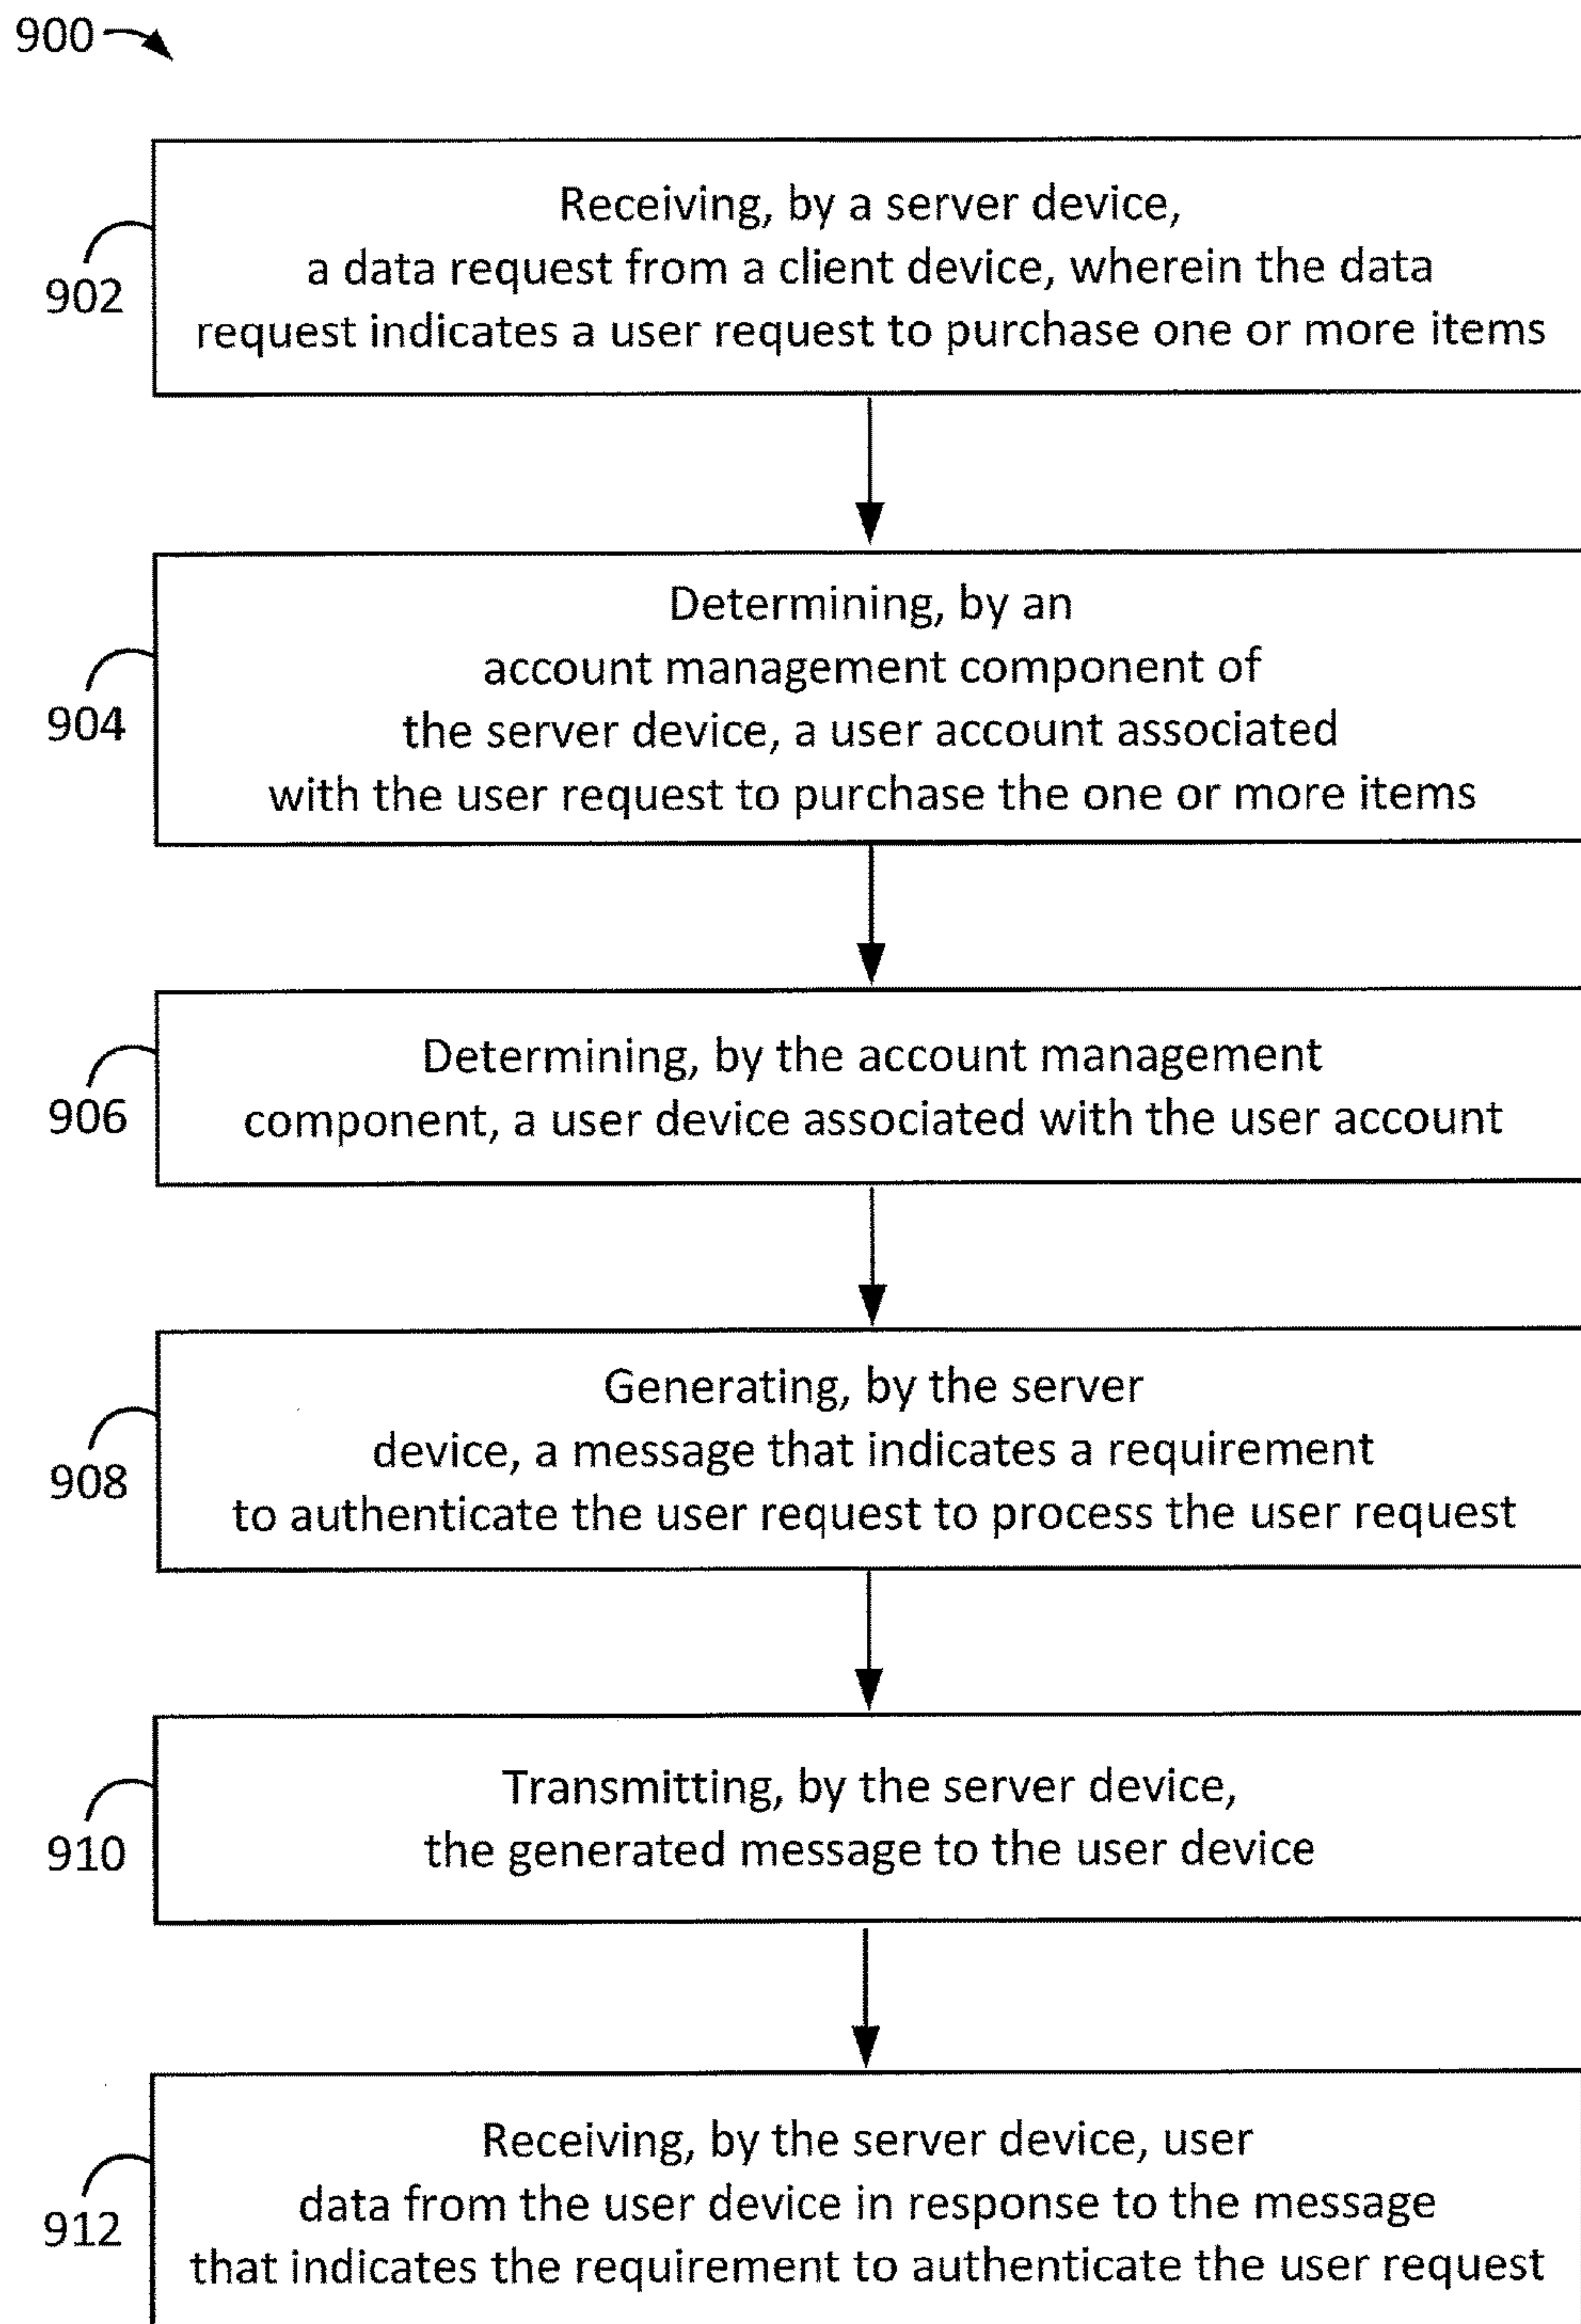 900
Receiving, by a server device,
a data request from a client device, wherein the data
request indicates a user request to purchase one or more items
902
Determining, by an
account management component of
the server device, a user account associated
with the user request to purchase the one or more items
904
Determining, by the account management
component, a user device associated with the user account
906
Generating, by the server
device, a message that indicates a requirement
to authenticate the user request to process the user request
908
Transmitting, by the server device,
the generated message to the user device
910
Receiving, by the server device, user
data from the user device in response to the message
that indicates the requirement to authenticate the user request
912